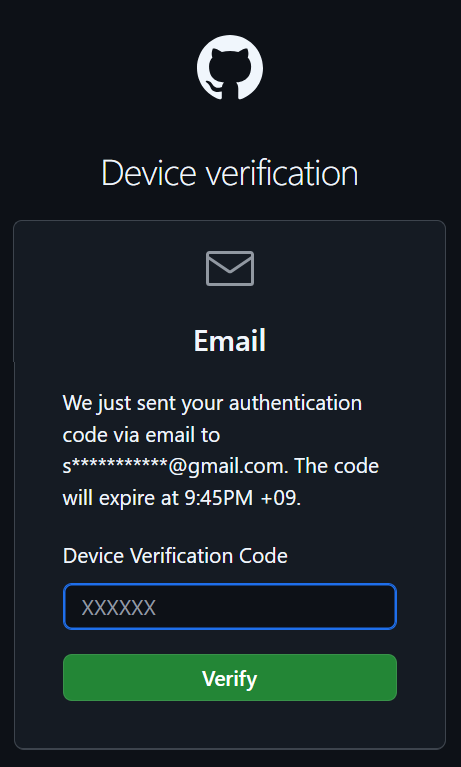 Device verification
Email
We just sent your authentication
code via email to
s***********@gmail.com. The code
will expire at 9:45PM +09.
Device Verification Code
XXXXXX
Verify